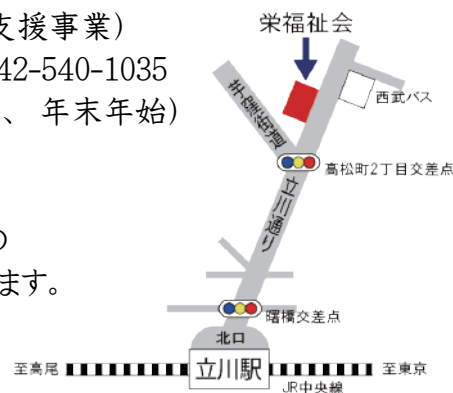 支援事業)
42-540-1035
、年末年始)
の
ます。
栄福祉会
西武バス
芋窪街道
高松町2丁目交差点
立川通り
曙橋交差点
北口
至高尾
立川駅
至東京
JR中央線